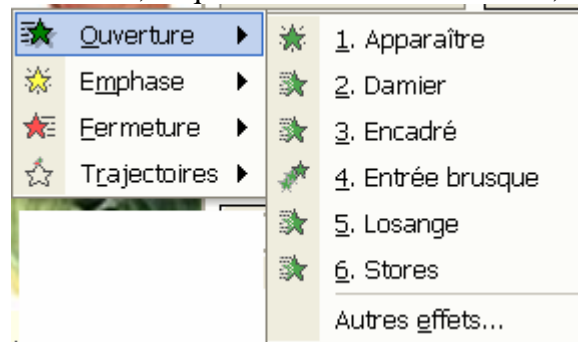 Ouverture
Emphase
Fermeture
Trajectoires
1. Apparaître
2. Damier
3. Encadré
4. Entrée brusque
5. Losange
6. Stores
Autres effets...